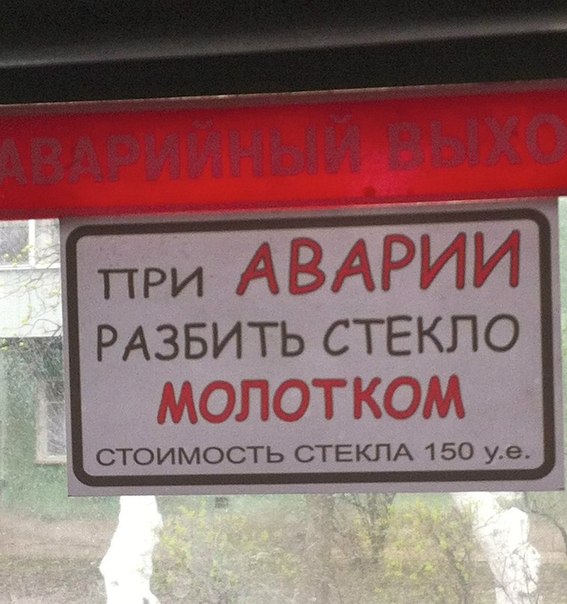 АВАРИЙНЫЙ ВЫХО
ПРИ АВАРИИ
РАЗБИТЬ СТЕКЛО
МОЛОТКОМ
СТОИМОСТЬ СТЕКЛА 150 у.е.